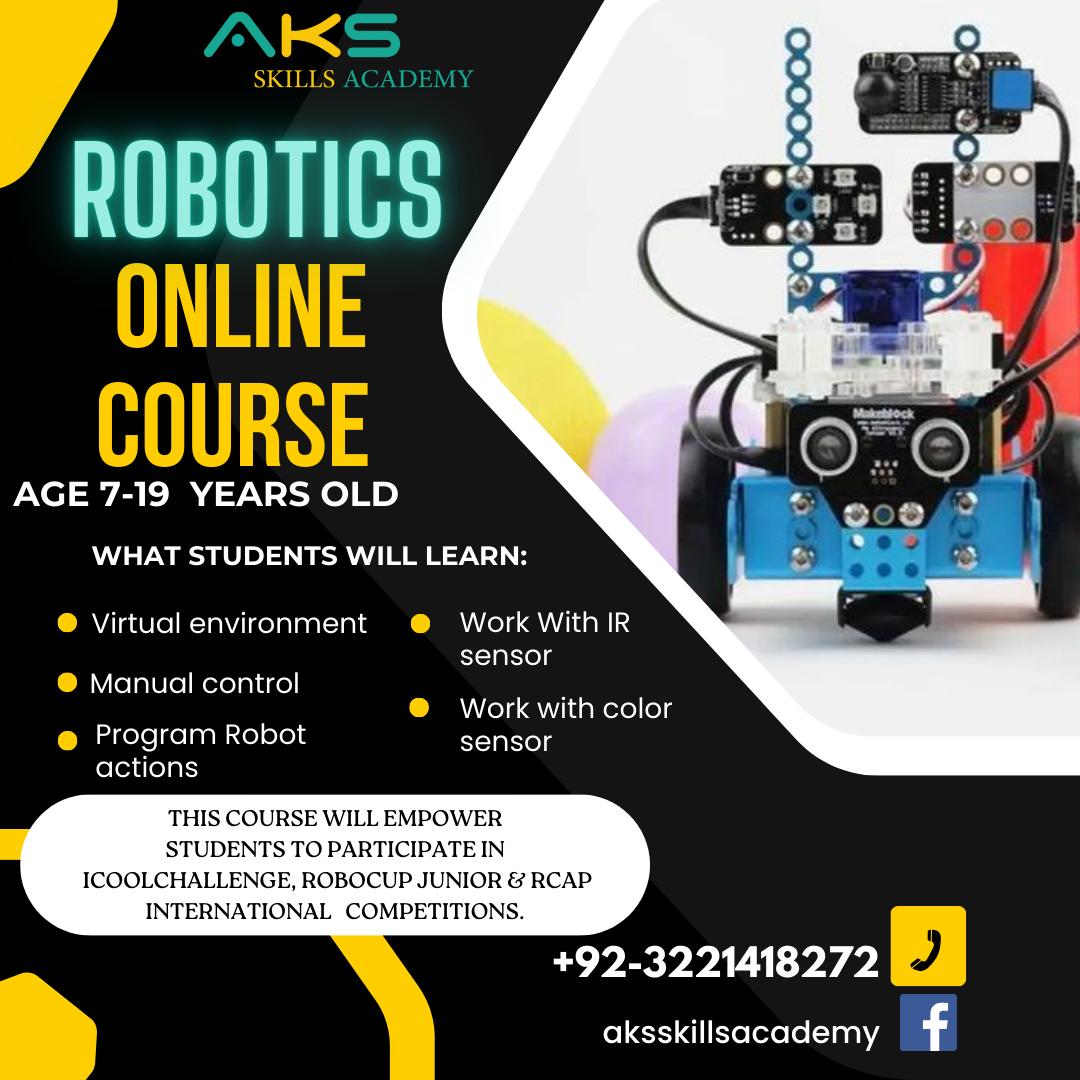 AKS
SKILLS ACADEMY
ROBOTICS
ONLINE
COURSE
AGE 7-19 YEARS OLD
WHAT STUDENTS WILL LEARN:
Virtual environment
Manual control
Program Robot
actions
Work With IR
sensor
Work with color
sensor
Makeblock
THIS COURSE WILL EMPOWER
STUDENTS TO PARTICIPATE IN
ICOOLCHALLENGE, ROBOCUP JUNIOR & RCAP
INTERNATIONAL COMPETITIONS.
+92-3221418272
aksskillsacademy